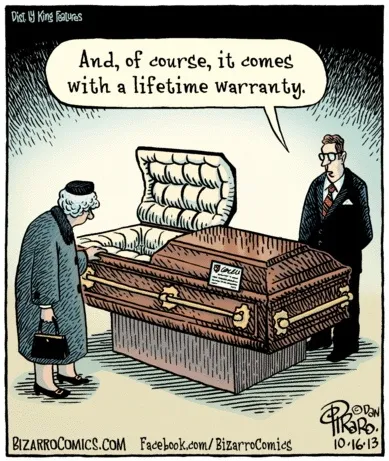 Dist. by King Features
And, of course, it comes
with a lifetime warranty.
© DAN
PIRARO.
10·16·13
BIZARROCOMICS.COM Facebook.com/BizarroComics